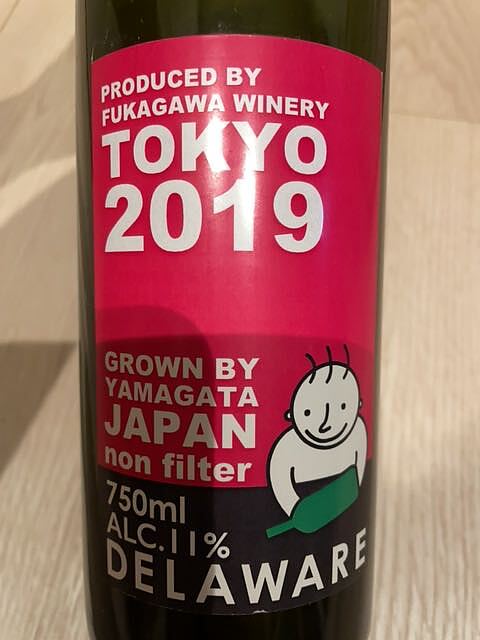 PRODUCED BY
FUKAGAWA WINERY
TOKYO
2019
GROWN BY
YAMAGATA
JAPAN
non filter
750ml
ALC.11%
DELAWARE